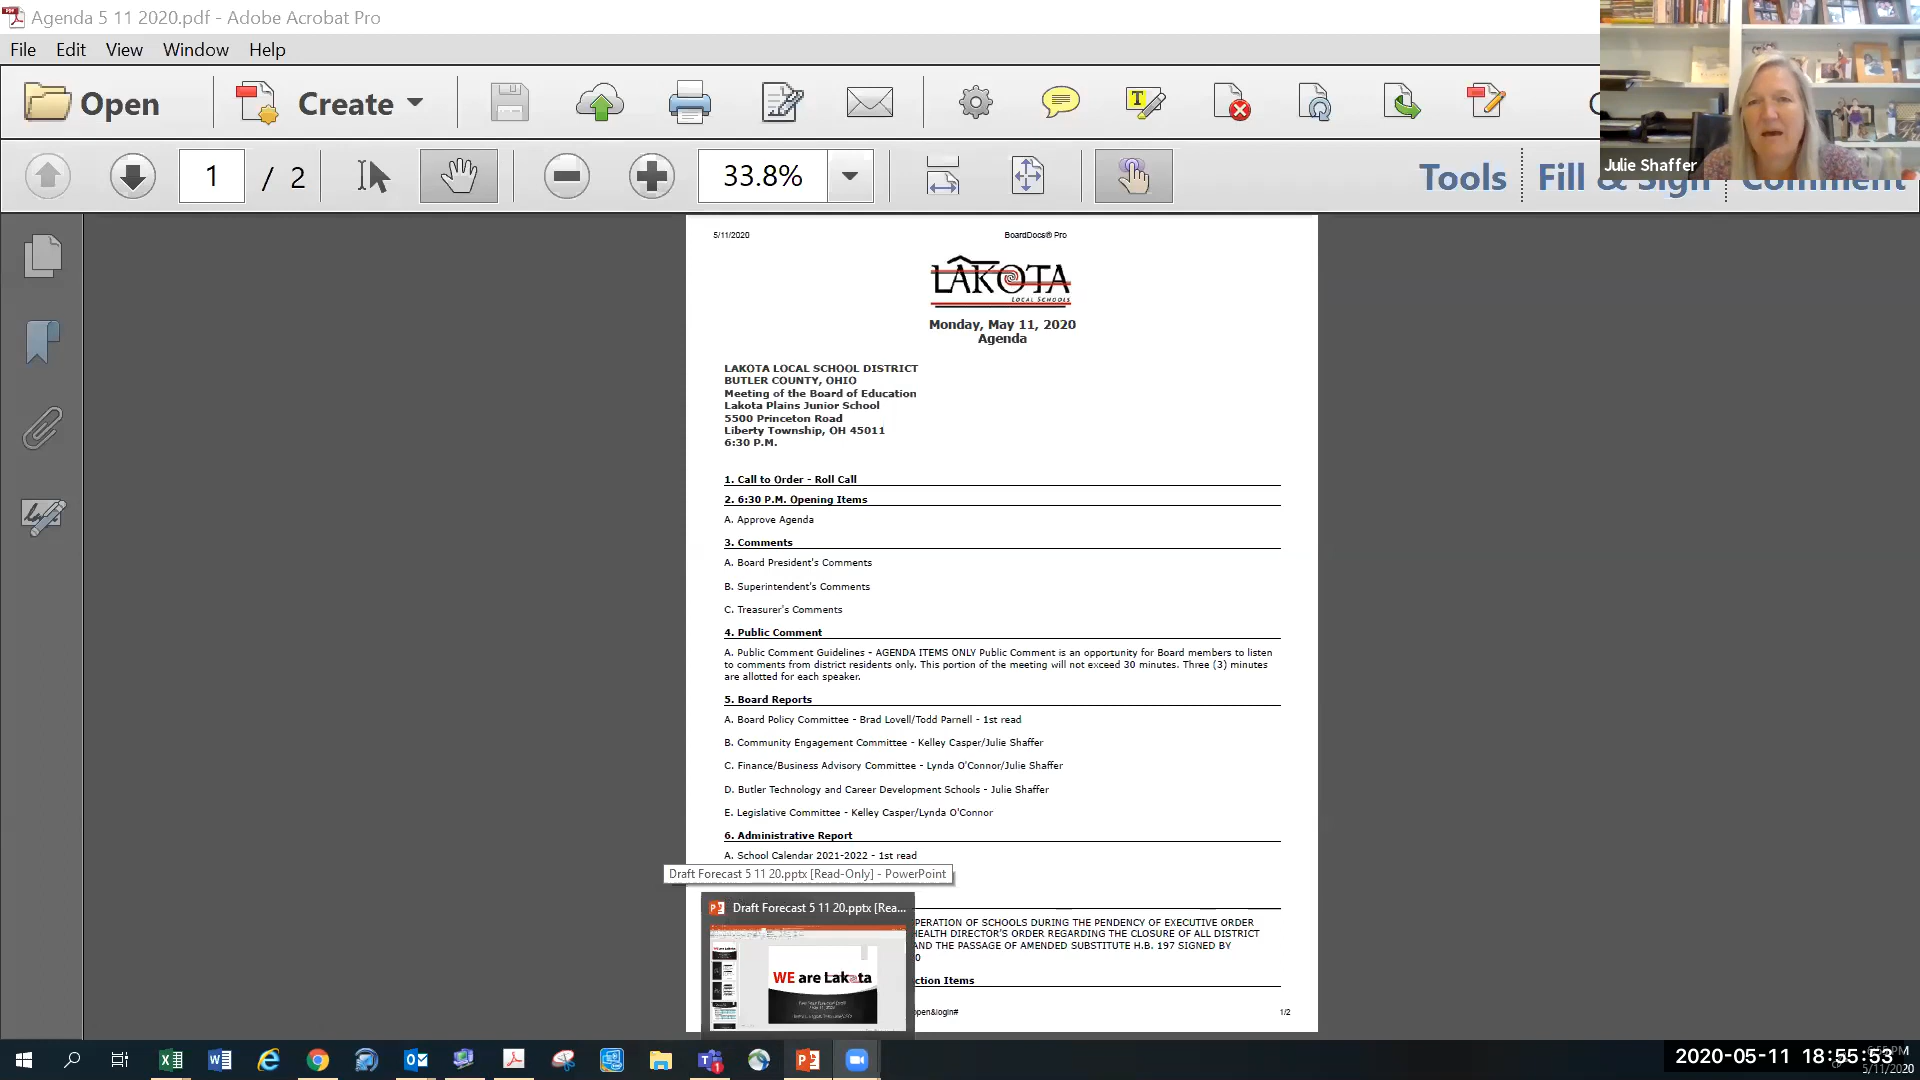 Agenda 5 11 2020.pdf - Adobe Acrobat Pro
File Edit View Window Help
Open Create
1 / 2 33.8% Tools Fill & Sign Comment
Julie Shaffer
5/11/2020 BoardDocs® Pro
LAKOTA
LOCAL SCHOOLS
Monday, May 11, 2020
Agenda
LAKOTA LOCAL SCHOOL DISTRICT
BUTLER COUNTY, OHIO
Meeting of the Board of Education
Lakota Plains Junior School
5500 Princeton Road
Liberty Township, OH 45011
6:30 P.M.
1. Call to Order - Roll Call
2. 6:30 P.M. Opening Items
A. Approve Agenda
3. Comments
A. Board President's Comments
B. Superintendent's Comments
C. Treasurer's Comments
4. Public Comment
A. Public Comment Guidelines - AGENDA ITEMS ONLY Public Comment is an opportunity for Board members to listen
to comments from district residents only. This portion of the meeting will not exceed 30 minutes. Three (3) minutes
are allotted for each speaker.
5. Board Reports
A. Board Policy Committee - Brad Lovell/Todd Parnell - 1st read
B. Community Engagement Committee - Kelley Casper/Julie Shaffer
C. Finance/Business Advisory Committee - Lynda O'Connor/Julie Shaffer
D. Butler Technology and Career Development Schools - Julie Shaffer
E. Legislative Committee - Kelley Casper/Lynda O'Connor
6. Administrative Report
A. School Calendar 2021-2022 - 1st read
Draft Forecast 5 11 20.pptx [Read-Only] - PowerPoint
Draft Forecast 5 11 20.pptx [Rea...
WE are Lakota
PERATION OF SCHOOLS DURING THE PENDENCY OF EXECUTIVE ORDER
HEALTH DIRECTOR'S ORDER REGARDING THE CLOSURE OF ALL DISTRICT
AND THE PASSAGE OF AMENDED SUBSTITUTE H.B. 197 SIGNED BY
0
ction Items
open&login# 1/2
2020-05-11 18:55:53
5/11/2020